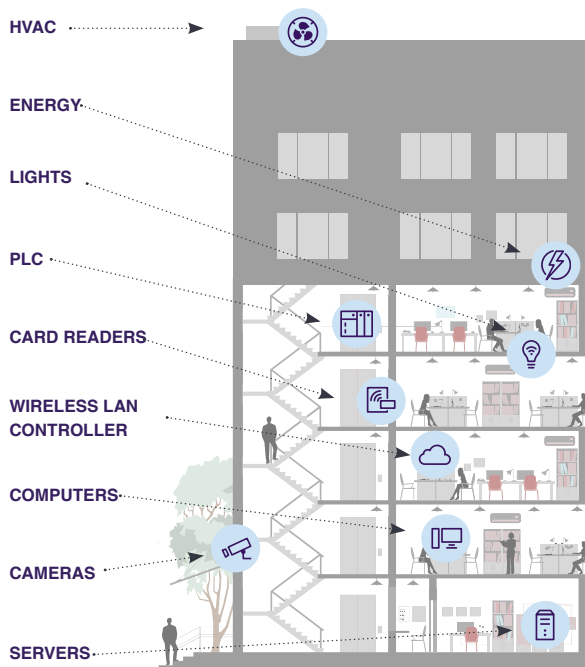 HVAC
ENERGY
LIGHTS
PLC
CARD READERS
WIRELESS LAN
CONTROLLER
COMPUTERS
CAMERAS
SERVERS